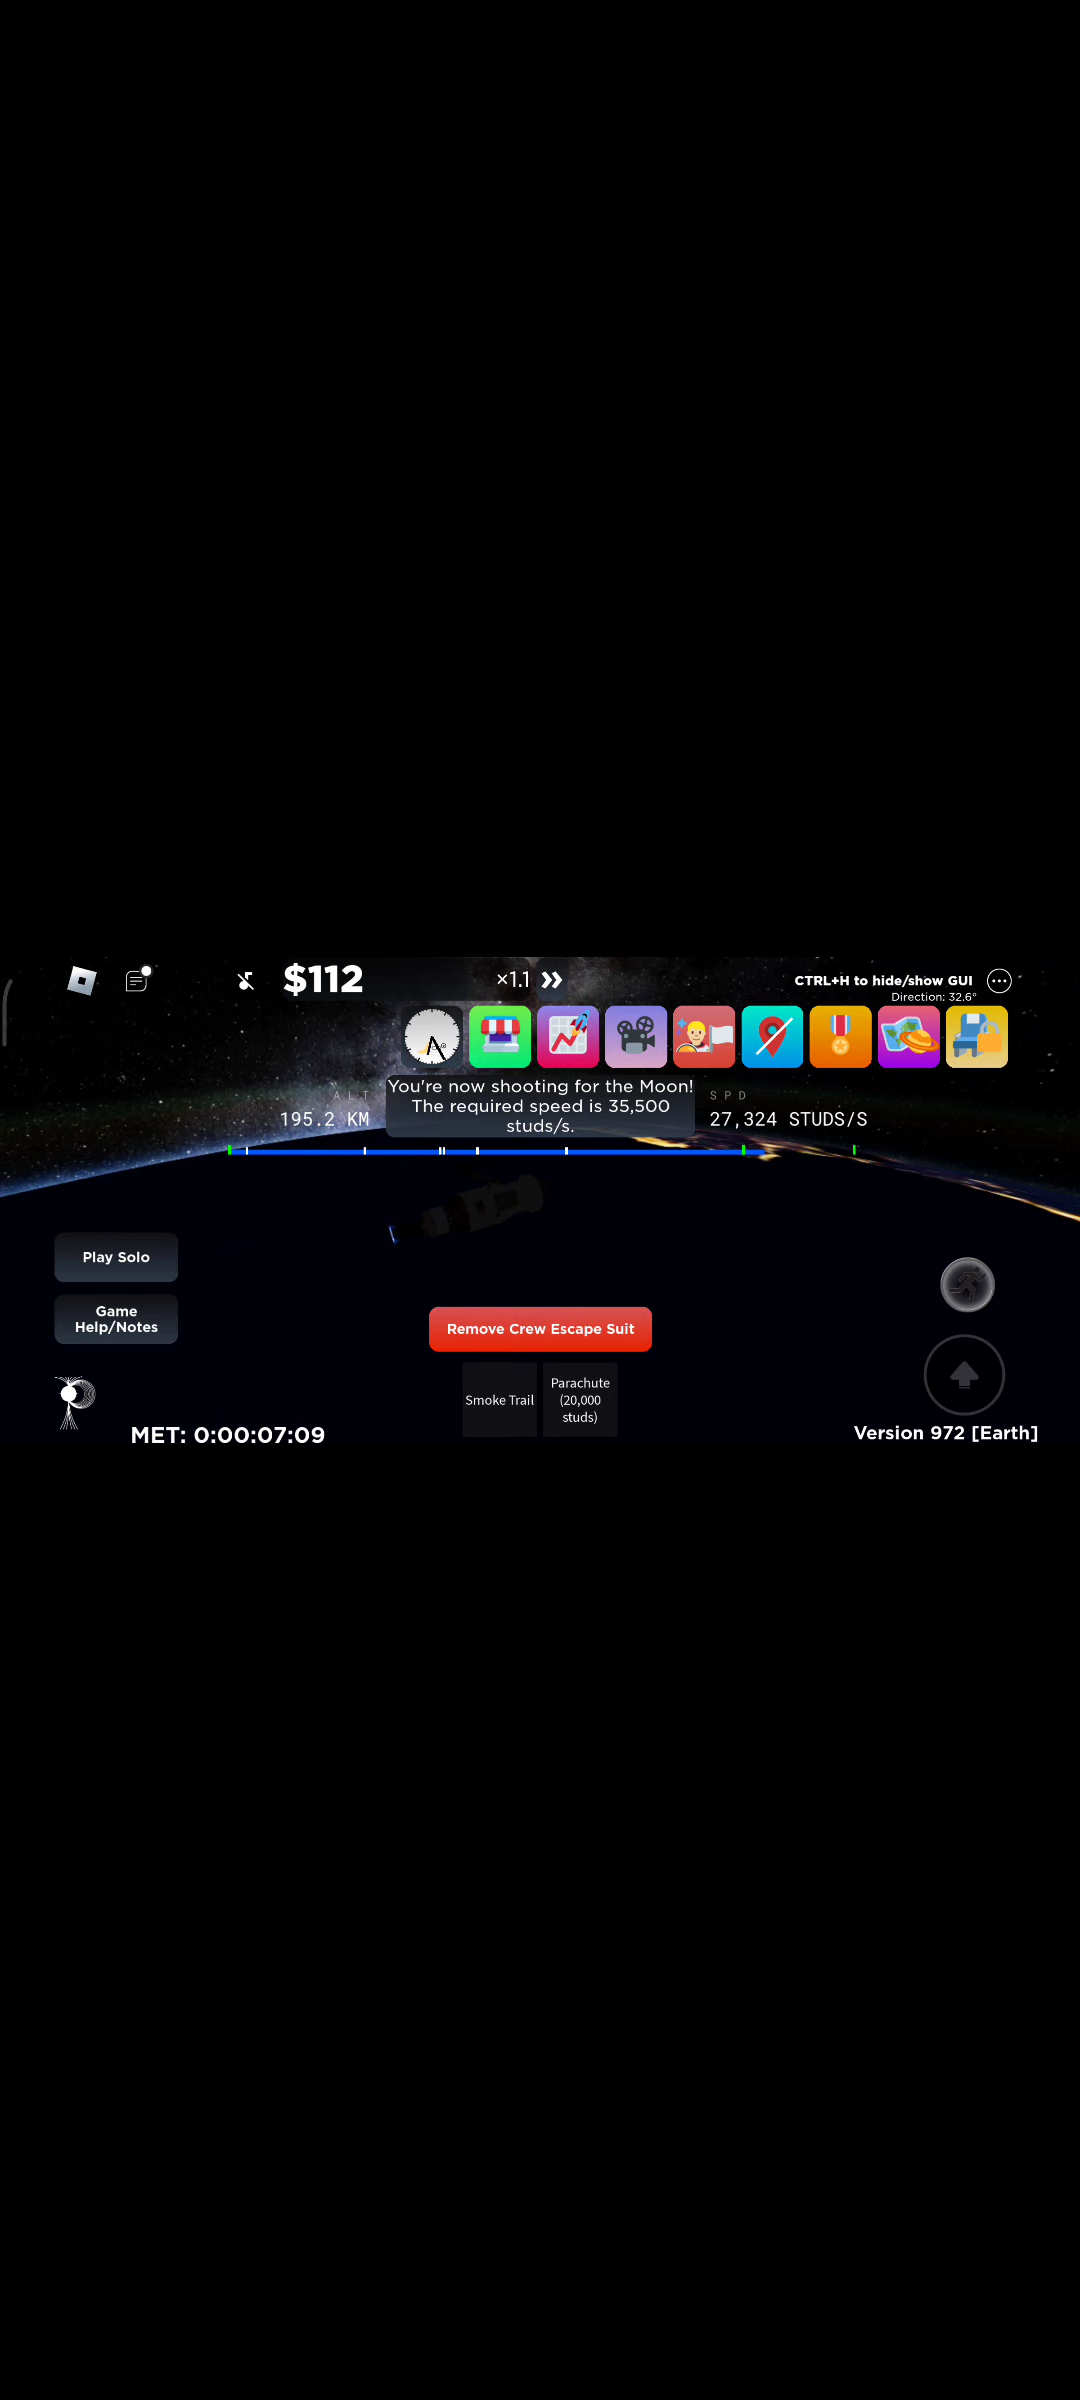 $112
×1.1
CTRL+H to hide/show GUI
Direction: 32.6°
You're now shooting for the Moon!
The required speed is 35,500
studs/s.
ALT
195.2 KM
SPD
27,324 STUDS/S
Play Solo
Game
Help/Notes
Remove Crew Escape Suit
Smoke Trail
Parachute
(20,000
studs)
MET: 0:00:07:09
Version 972 [Earth]